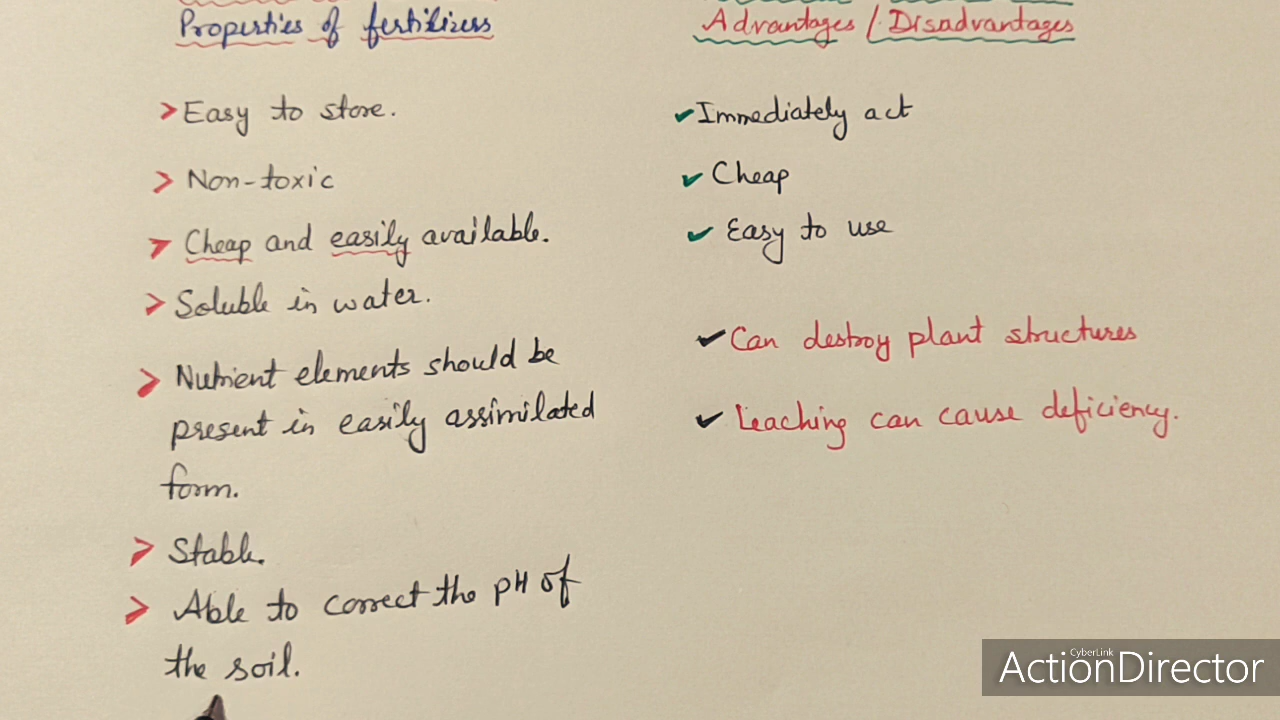 Properties of fertilizers
Easy to store.
Non-toxic
Cheap and easily available.
Soluble in water.
Nutrient elements should be
present in easily assimilated
form.
Stable.
Able to correct the pH of
the soil.
Advantages / Disadvantages
Immediately act
Cheap
Easy to use
Can destroy plant structures
Leaching can cause deficiency.
CyberLink
ActionDirector